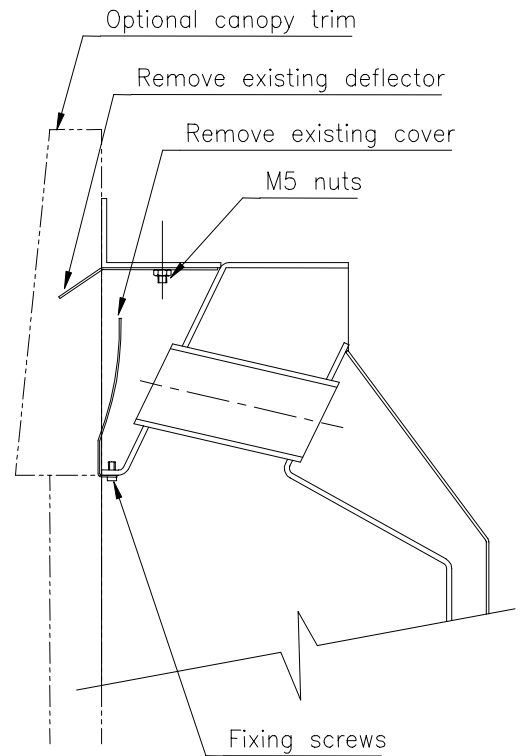 Optional canopy trim
Remove existing deflector
Remove existing cover
M5 nuts
Fixing screws